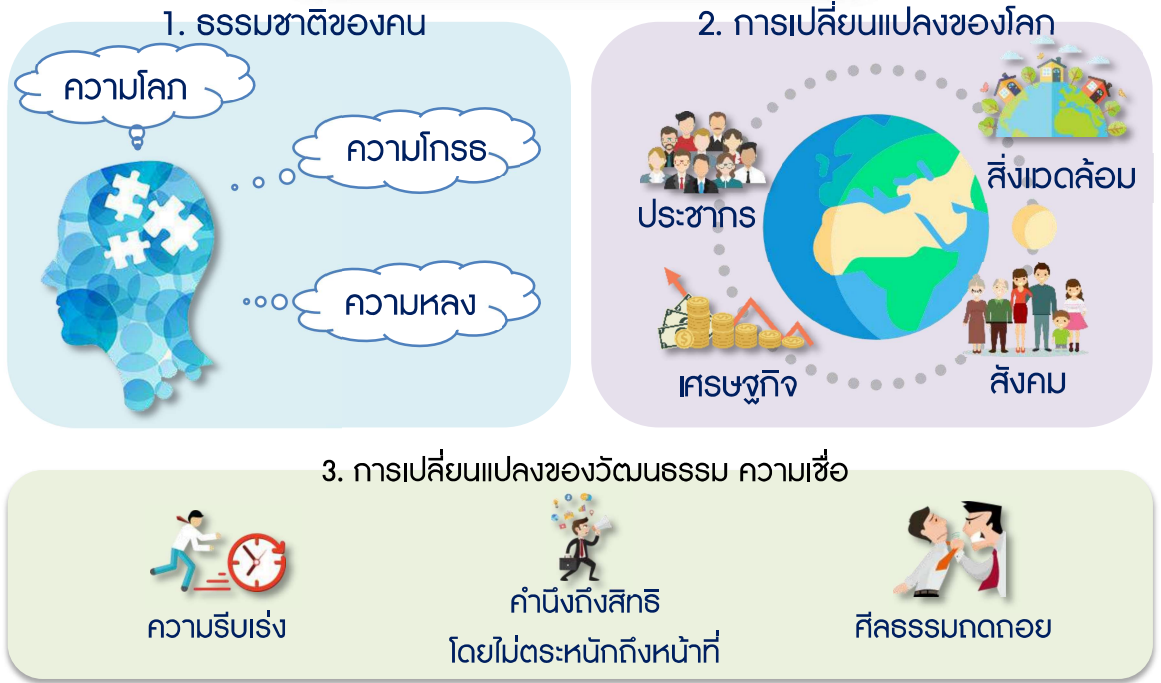 1. ธรรมชาติของคน
ความโลภ
ความโกรธ
ความหลง
2. การเปลี่ยนแปลงของโลก
ประชากร
สิ่งแวดล้อม
เศรษฐกิจ
สังคม
3. การเปลี่ยนแปลงของวัฒนธรรม ความเชื่อ
ความรีบเร่ง
คำนึงถึงสิทธิ
โดยไม่ตระหนักถึงหน้าที่
ศีลธรรมถดถอย